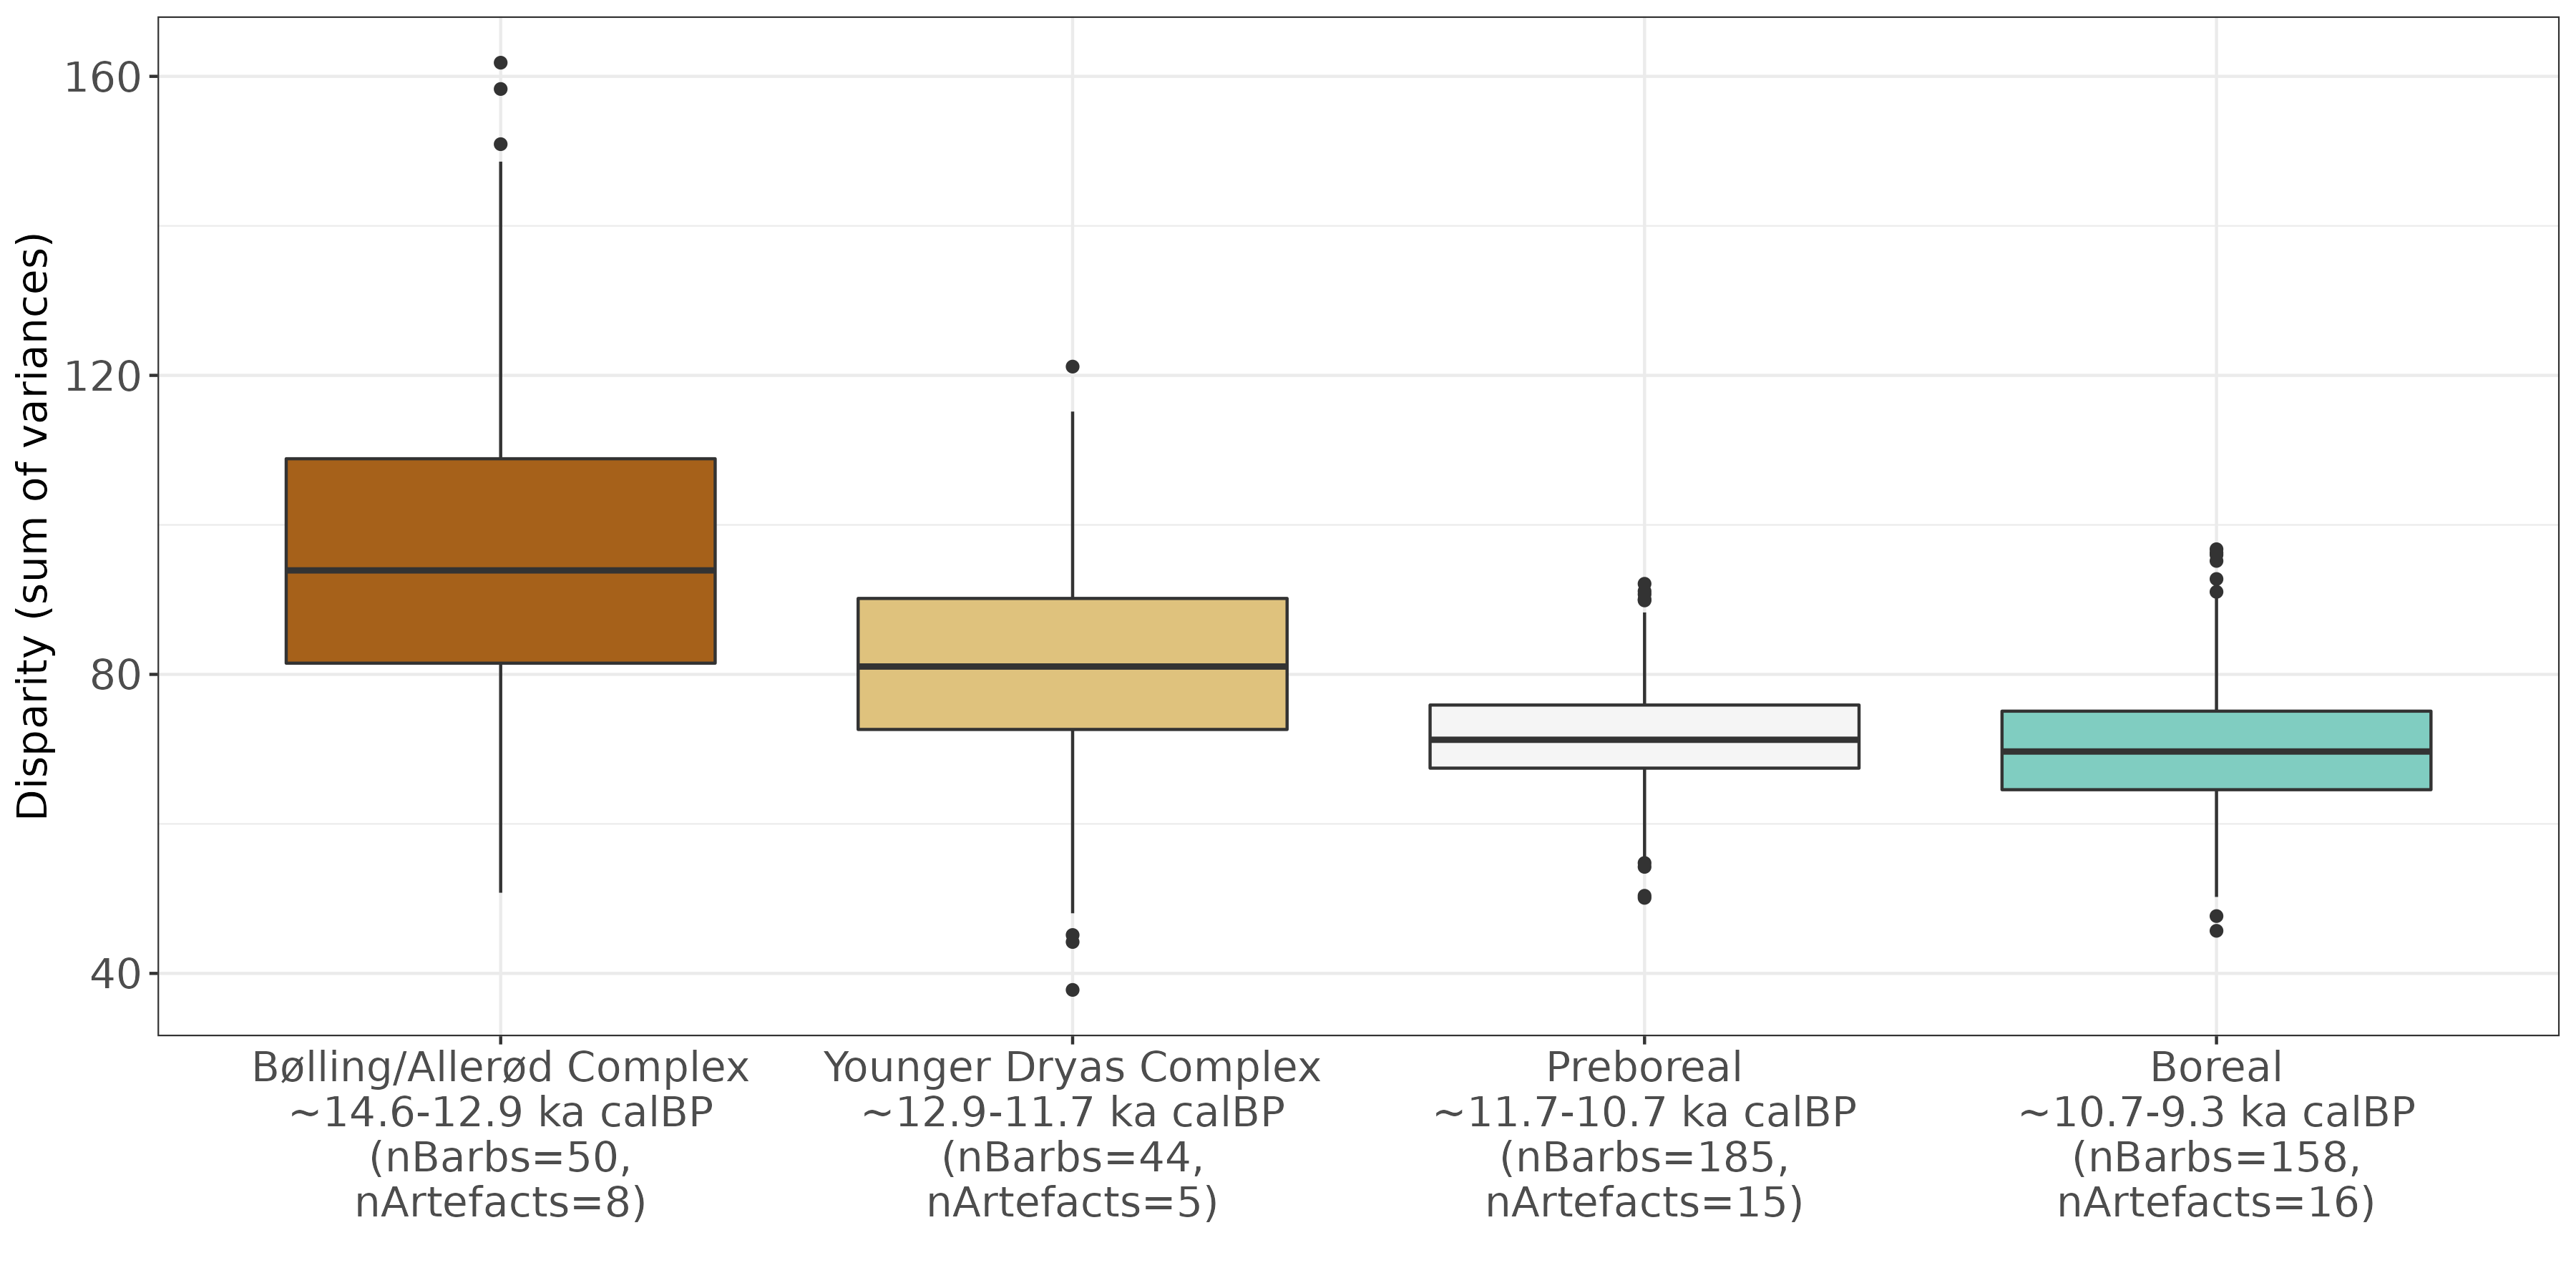 Disparity (sum of variances)
160
120
80
40
Bølling/Allerød Complex
~14.6-12.9 ka calBP
(nBarbs=50,
nArtefacts=8)
Younger Dryas Complex
~12.9-11.7 ka calBP
(nBarbs=44,
nArtefacts=5)
Preboreal
~11.7-10.7 ka calBP
(nBarbs=185,
nArtefacts=15)
Boreal
~10.7-9.3 ka calBP
(nBarbs=158,
nArtefacts=16)